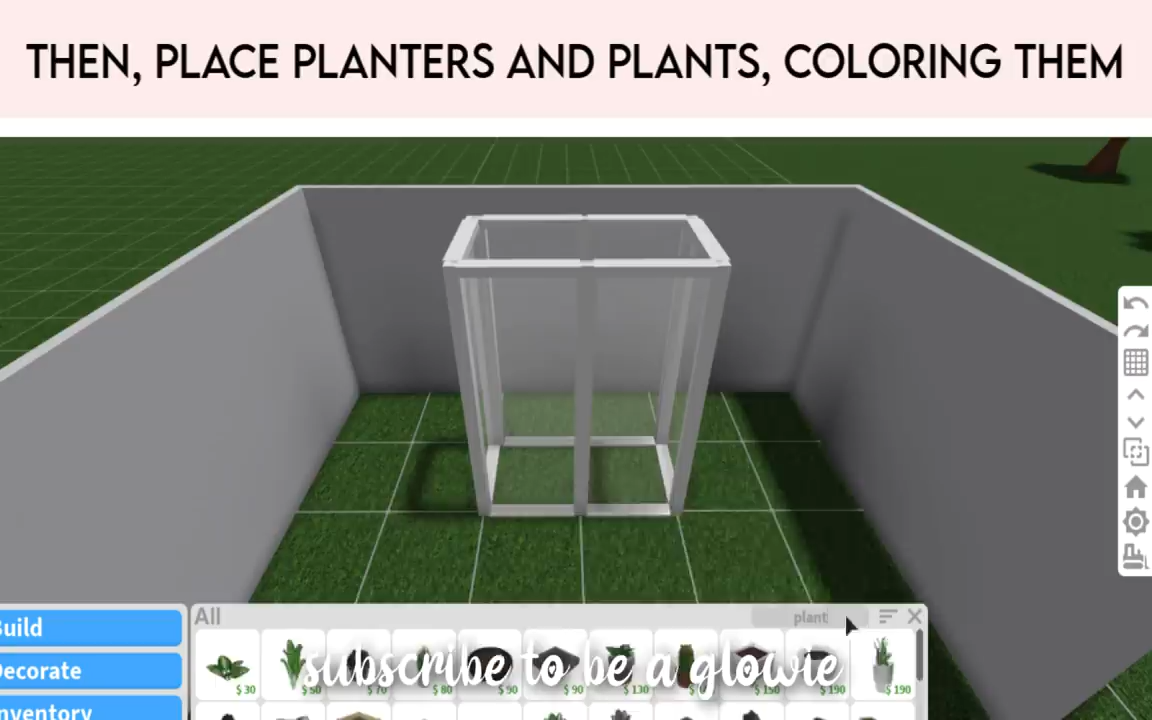 THEN, PLACE PLANTERS AND PLANTS, COLORING THEM
All
plant
Build
Decorate
Inventory
$ 30
$ 50
$ 70
$ 80
$ 90
$ 90
$ 130
$ 150
$ 190
$ 190
subscribe to be a glowie